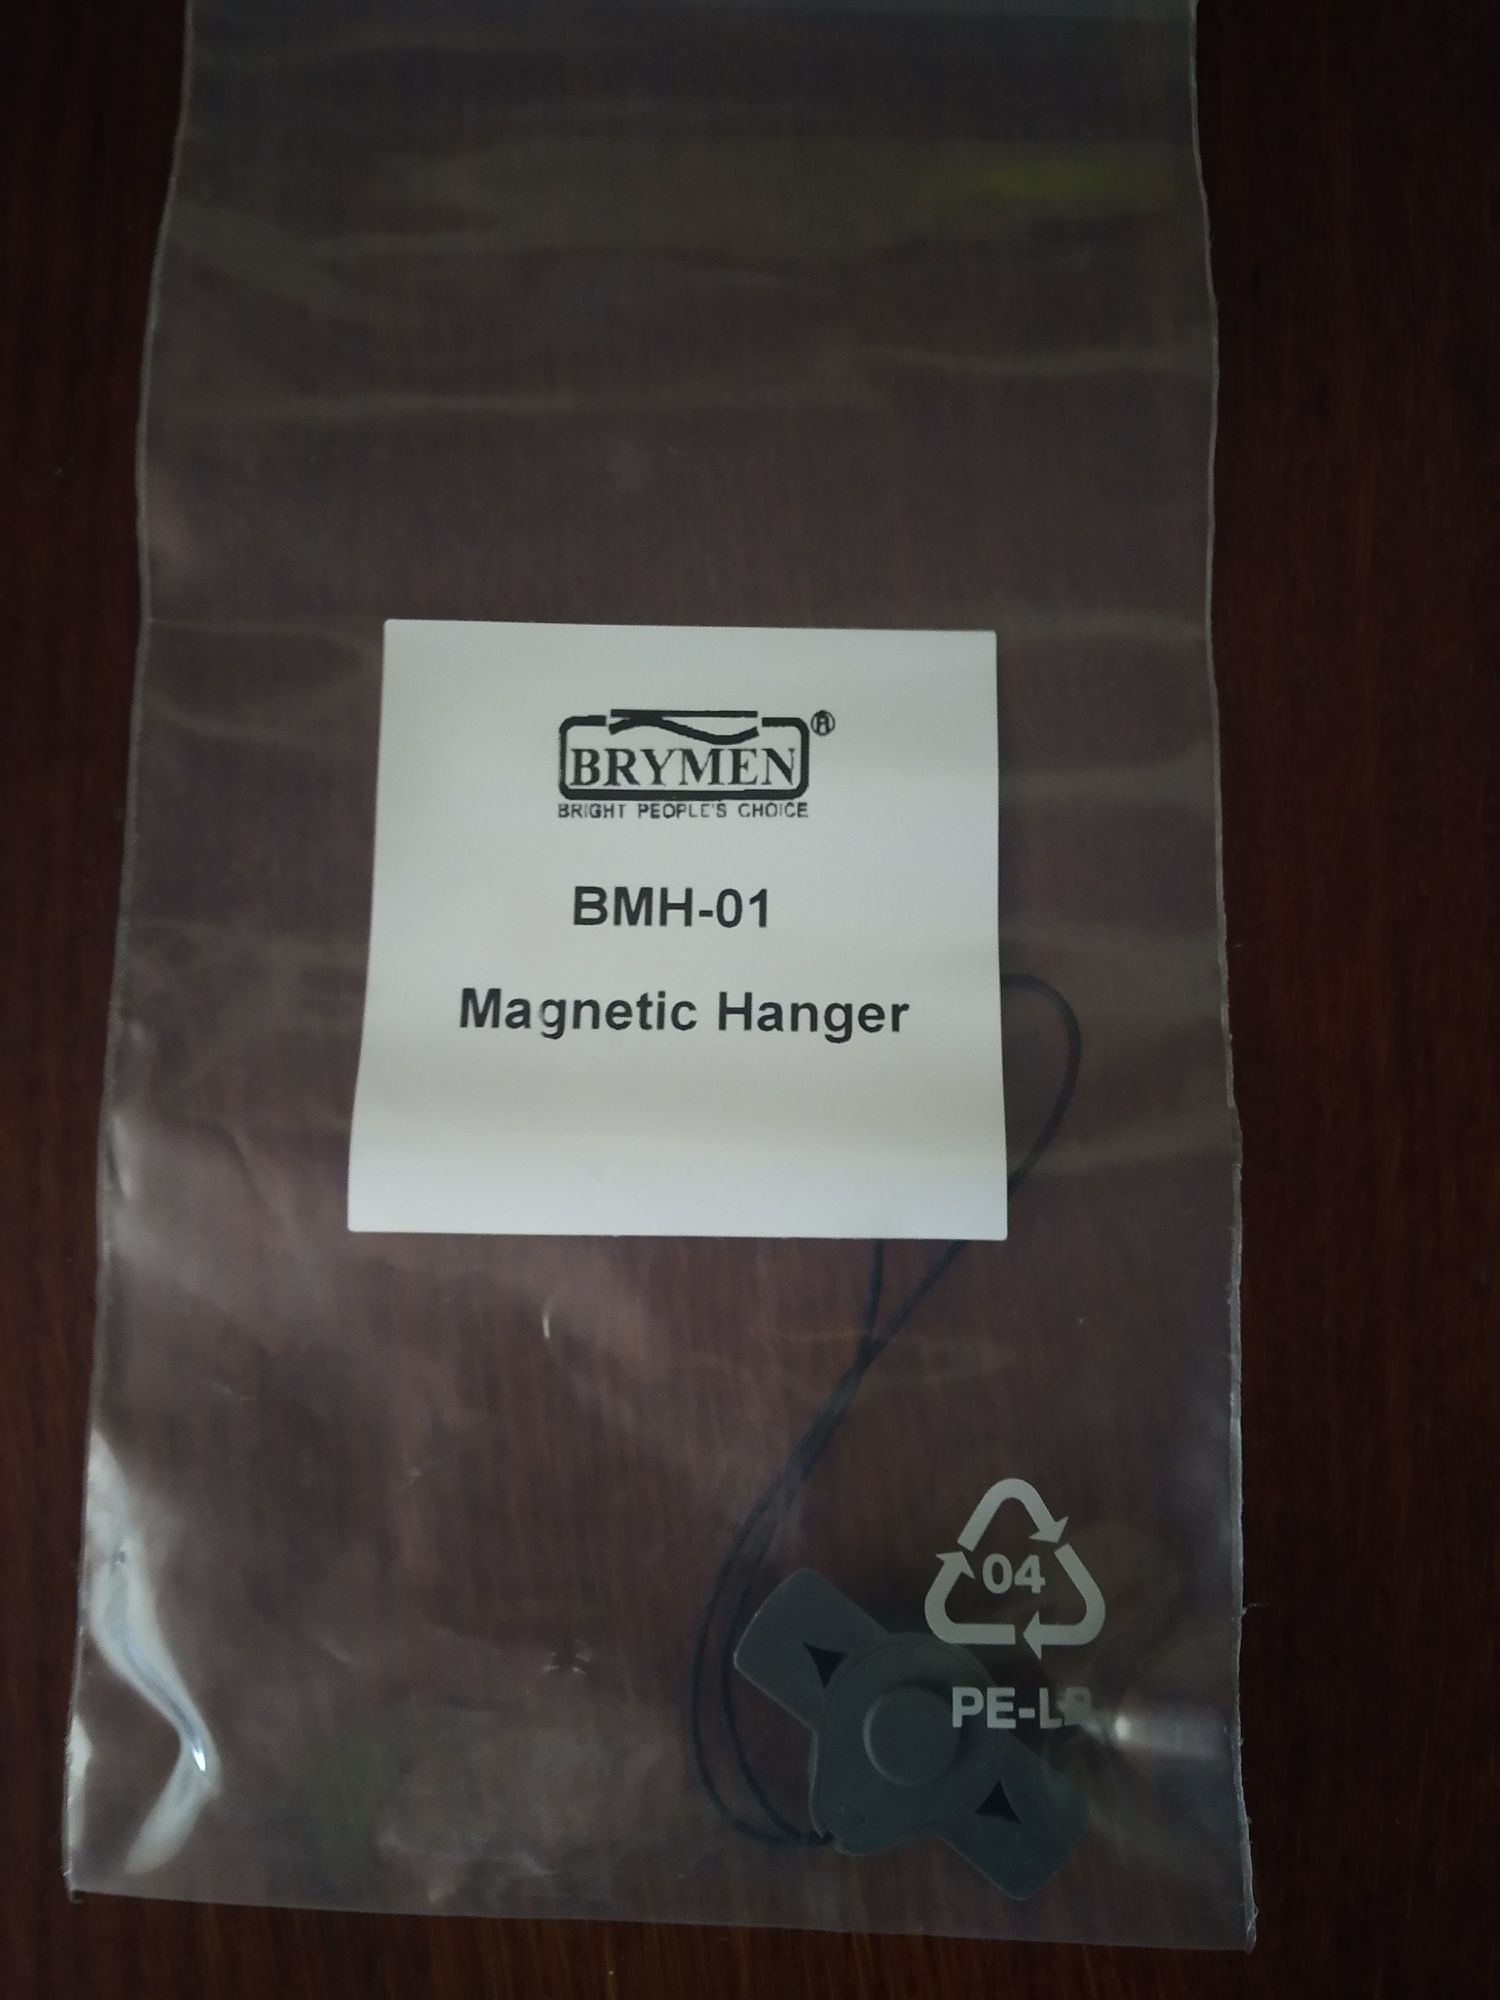 BRYMEN®
BRIGHT PEOPLE'S CHOICE
BMH-01
Magnetic Hanger
04